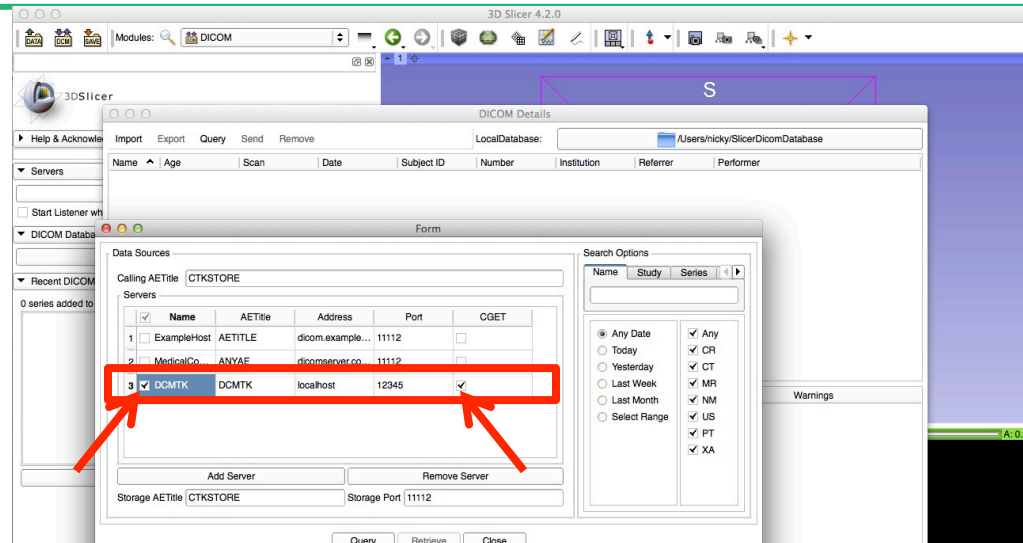 3D Slicer 4.2.0
DATA DCM SAVE Modules: DICOM
1
S
3DSlicer
DICOM Details
Help & Acknowle
Import Export Query Send Remove LocalDatabase: /Users/nicky/SlicerDicomDatabase
Name Age Scan Date Subject ID Number Institution Referrer Performer
Servers
Start Listener wh
DICOM Databa
Form
Data Sources
Search Options
Calling AETitle CTKSTORE
Name Study Series
Recent DICOM
Servers
0 series added to
Name AETitle Address Port CGET
1 ExampleHost AETITLE dicom.example... 11112
2 MedicalCo... ANYAE dicomserver.co... 11112
3 DCMTK DCMTK localhost 12345
Any Date Any
Today CR
Yesterday CT
Last Week MR
Last Month NM
Select Range US
PT
XA
Warnings
A: 0.
Add Server Remove Server
Storage AETitle CTKSTORE Storage Port 11112
Query Retrieve Close